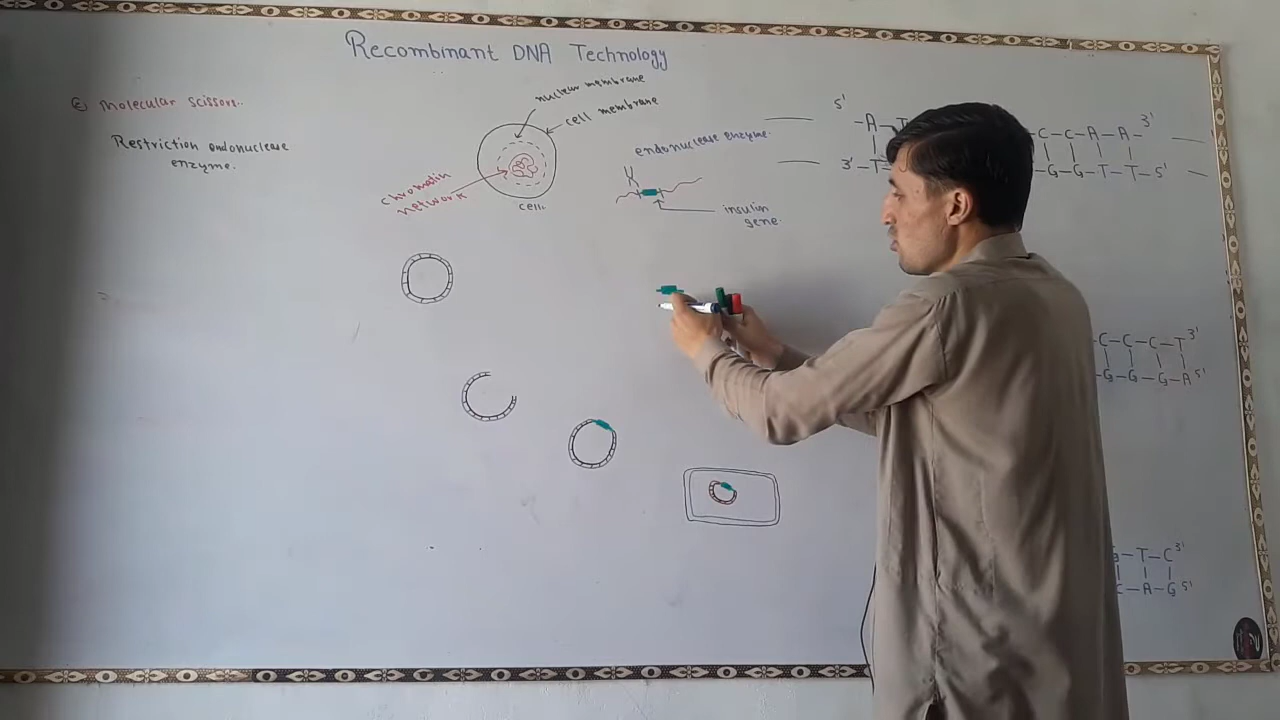 Recombinant DNA Technology
molecular scissors..
Restriction endonuclease
enzyme.
nuclear membrane
cell membrane
chromatin
network
cell.
endonuclease enzyme.
insulin
gene.
5'
-A-T
C-C-A-A- 3'
3'-T-
G-G-T-T-5'
-C-C-C-T 3'
-G-G-G-A 5'
G-T-C 3'
C-A-G 5'